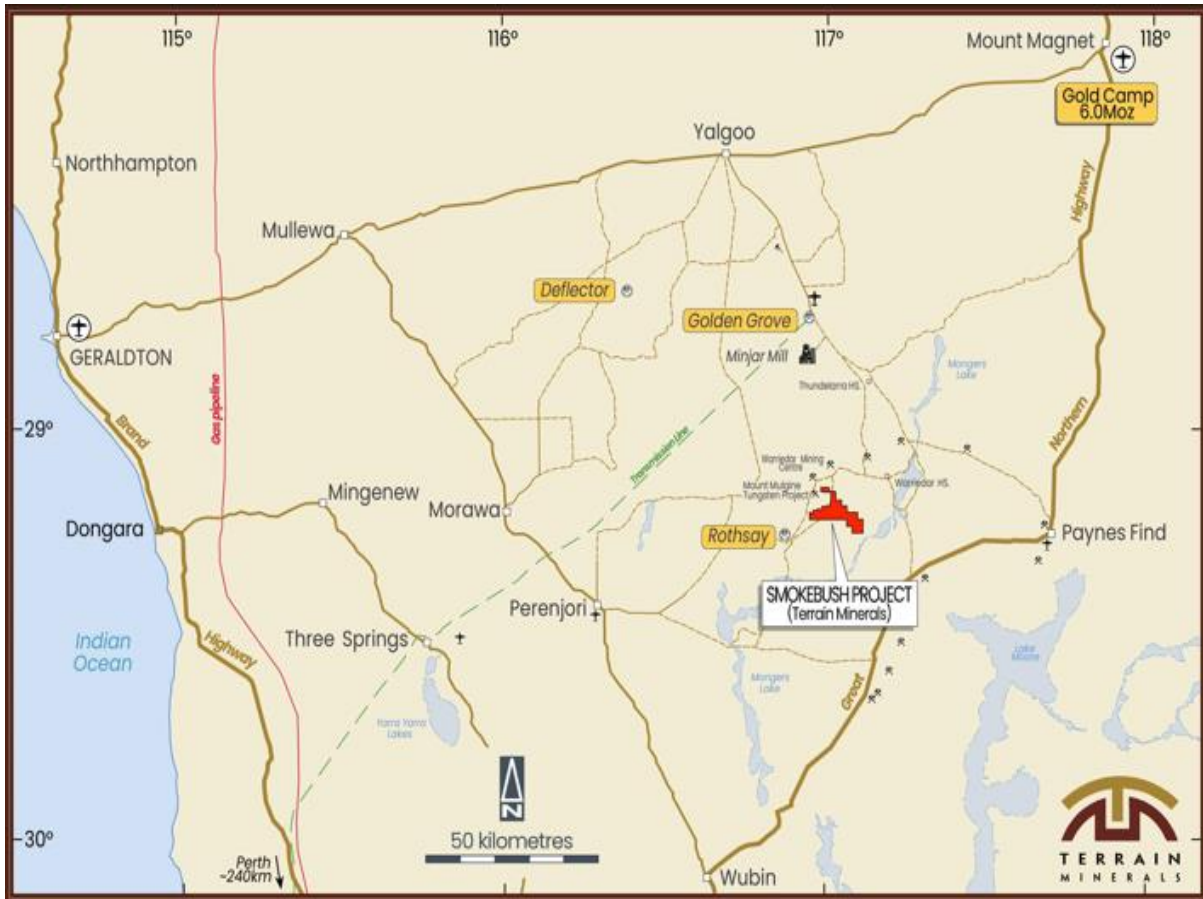 115°
116°
117°
118°
Mount Magnet
Gold Camp
6.0Moz
Yalgoo
Northhampton
Highway
Mullewa
Deflector
Golden Grove
Minjar Mill
GERALDTON
Mongers
Lake
Thundelarra HS.
Gas pipeline
Brand
29°
Northern
Transmission Line
Warriedar Mining
Centre
Warriedar HS.
Mount Mulgine
Tungsten Project
Mingenew
Morawa
Dongara
Rothsay
Paynes Find
SMOKEBUSH PROJECT
(Terrain Minerals)
Perenjori
Three Springs
Indian
Ocean
Highway
Lake
Moore
Mongers
Lake
Great
Yarra Yarra
Lakes
N
50 kilometres
30°
Perth
~240km
Wubin
TERRAIN
MINERALS